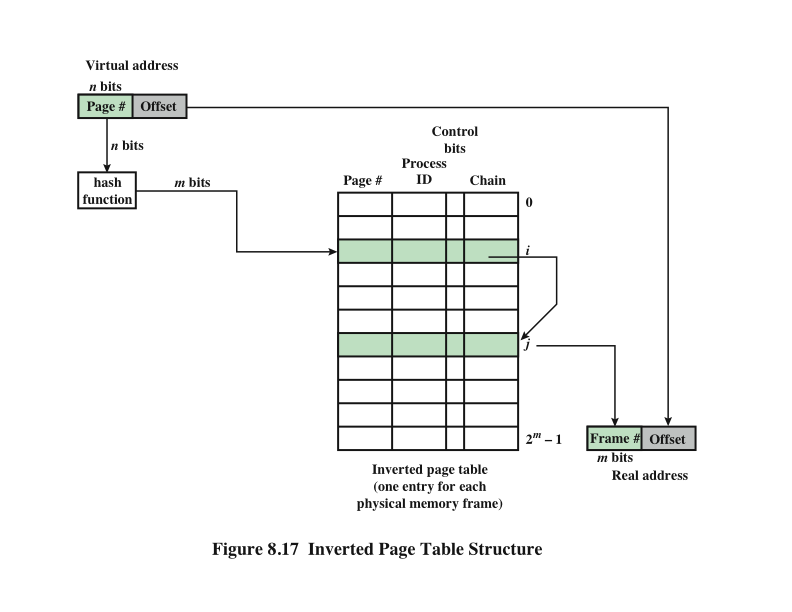 Virtual address
n bits
Page # Offset
n bits
hash
function
m bits
Control
bits
Process
Page # ID Chain
0
i
j
2^m – 1
Frame # Offset
m bits
Real address
Inverted page table
(one entry for each
physical memory frame)
Figure 8.17 Inverted Page Table Structure